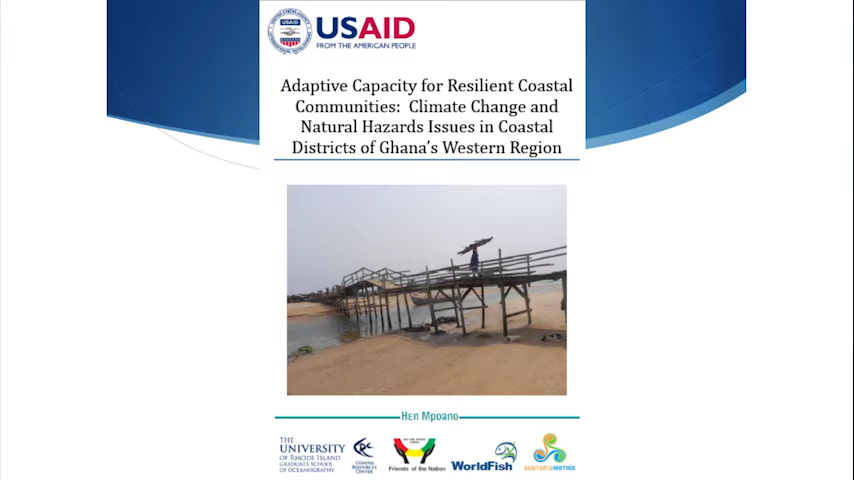 USAID
USAID
FROM THE AMERICAN PEOPLE
Adaptive Capacity for Resilient Coastal
Communities: Climate Change and
Natural Hazards Issues in Coastal
Districts of Ghana's Western Region
Hɛn Mpoano
THE
UNIVERSITY
OF RHODE ISLAND
GRADUATE SCHOOL
OF OCEANOGRAPHY
COASTAL
RESOURCES
CENTER
Friends of the Nation
WorldFish
SUSTAINAMETRIX